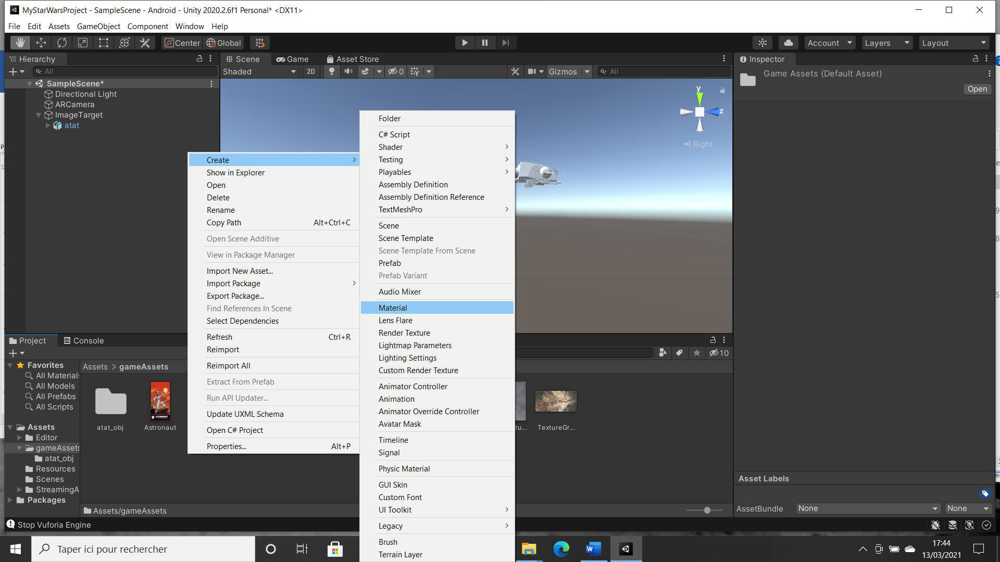 MyStarWarsProject - SampleScene - Android - Unity 2020.2.6f1 Personal* <DX11>
File Edit Assets GameObject Component Window Help
Center Global Account Layers Layout
Hierarchy
All
SampleScene*
Directional Light
ARCamera
ImageTarget
atat
Scene Game Asset Store
Shaded 2D 0 Gizmos All
y
z
Right
Inspector
Game Assets (Default Asset)
Open
Create
Show in Explorer
Open
Delete
Rename
Copy Path Alt+Ctrl+C
Open Scene Additive
View in Package Manager
Import New Asset...
Import Package
Export Package...
Find References In Scene
Select Dependencies
Refresh Ctrl+R
Reimport
Reimport All
Extract From Prefab
Run API Updater...
Update UXML Schema
Open C# Project
Properties... Alt+P
Folder
C# Script
Shader
Testing
Playables
Assembly Definition
Assembly Definition Reference
TextMeshPro
Scene
Scene Template
Scene Template From Scene
Prefab
Prefab Variant
Audio Mixer
Material
Lens Flare
Render Texture
Lightmap Parameters
Lighting Settings
Custom Render Texture
Animator Controller
Animation
Animator Override Controller
Avatar Mask
Timeline
Signal
Physic Material
GUI Skin
Custom Font
UI Toolkit
Legacy
Brush
Terrain Layer
Project Console
10
Favorites
All Materials
All Models
All Prefabs
All Scripts
Assets
Editor
gameAssets
atat_obj
Resources
Scenes
StreamingA
Packages
Assets > gameAssets
ASTRONAUT
atat_obj Astronaut tu... TextureGr...
Assets/gameAssets
Asset Labels
AssetBundle None None
Stop Vuforia Engine
Taper ici pour rechercher
17:44
13/03/2021